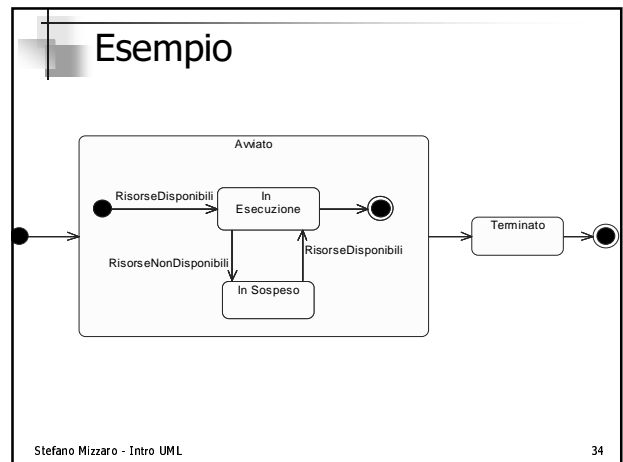 Esempio
Avviato
RisorseDisponibili
In
Esecuzione
Terminato
RisorseNonDisponibili
RisorseDisponibili
In Sospeso
Stefano Mizzaro - Intro UML
34